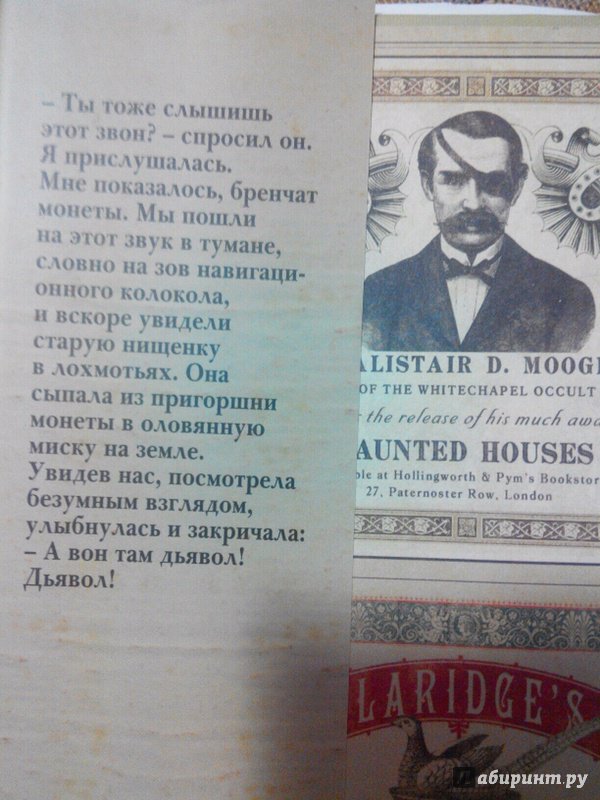 – Ты тоже слышишь
этот звон? – спросил он.
Я прислушалась.
Мне показалось, бренчат
монеты. Мы пошли
на этот звук в тумане,
словно на зов навигаци-
онного колокола,
и вскоре увидели
старую нищенку
в лохмотьях. Она
сыпала из пригоршни
монеты в оловянную
миску на земле.
Увидев нас, посмотрела
безумным взглядом,
улыбнулась и закричала:
– А вон там дьявол!
Дьявол!
ALISTAIR D. MOOG
OF THE WHITECHAPEL OCCULT
the release of his much awa
AUNTED HOUSES
ble at Hollingworth & Pym's Bookstor
27, Paternoster Row, London
LARIDGE'S
Лабиринт.ру